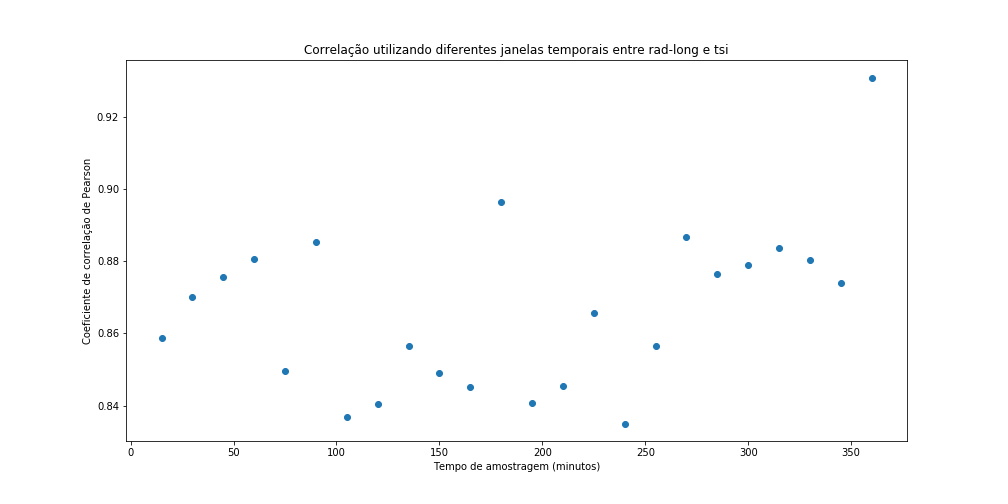 Correlação utilizando diferentes janelas temporais entre rad-long e tsi
Coeficiente de correlação de Pearson
0.92
0.90
0.88
0.86
0.84
0 50 100 150 200 250 300 350
Tempo de amostragem (minutos)